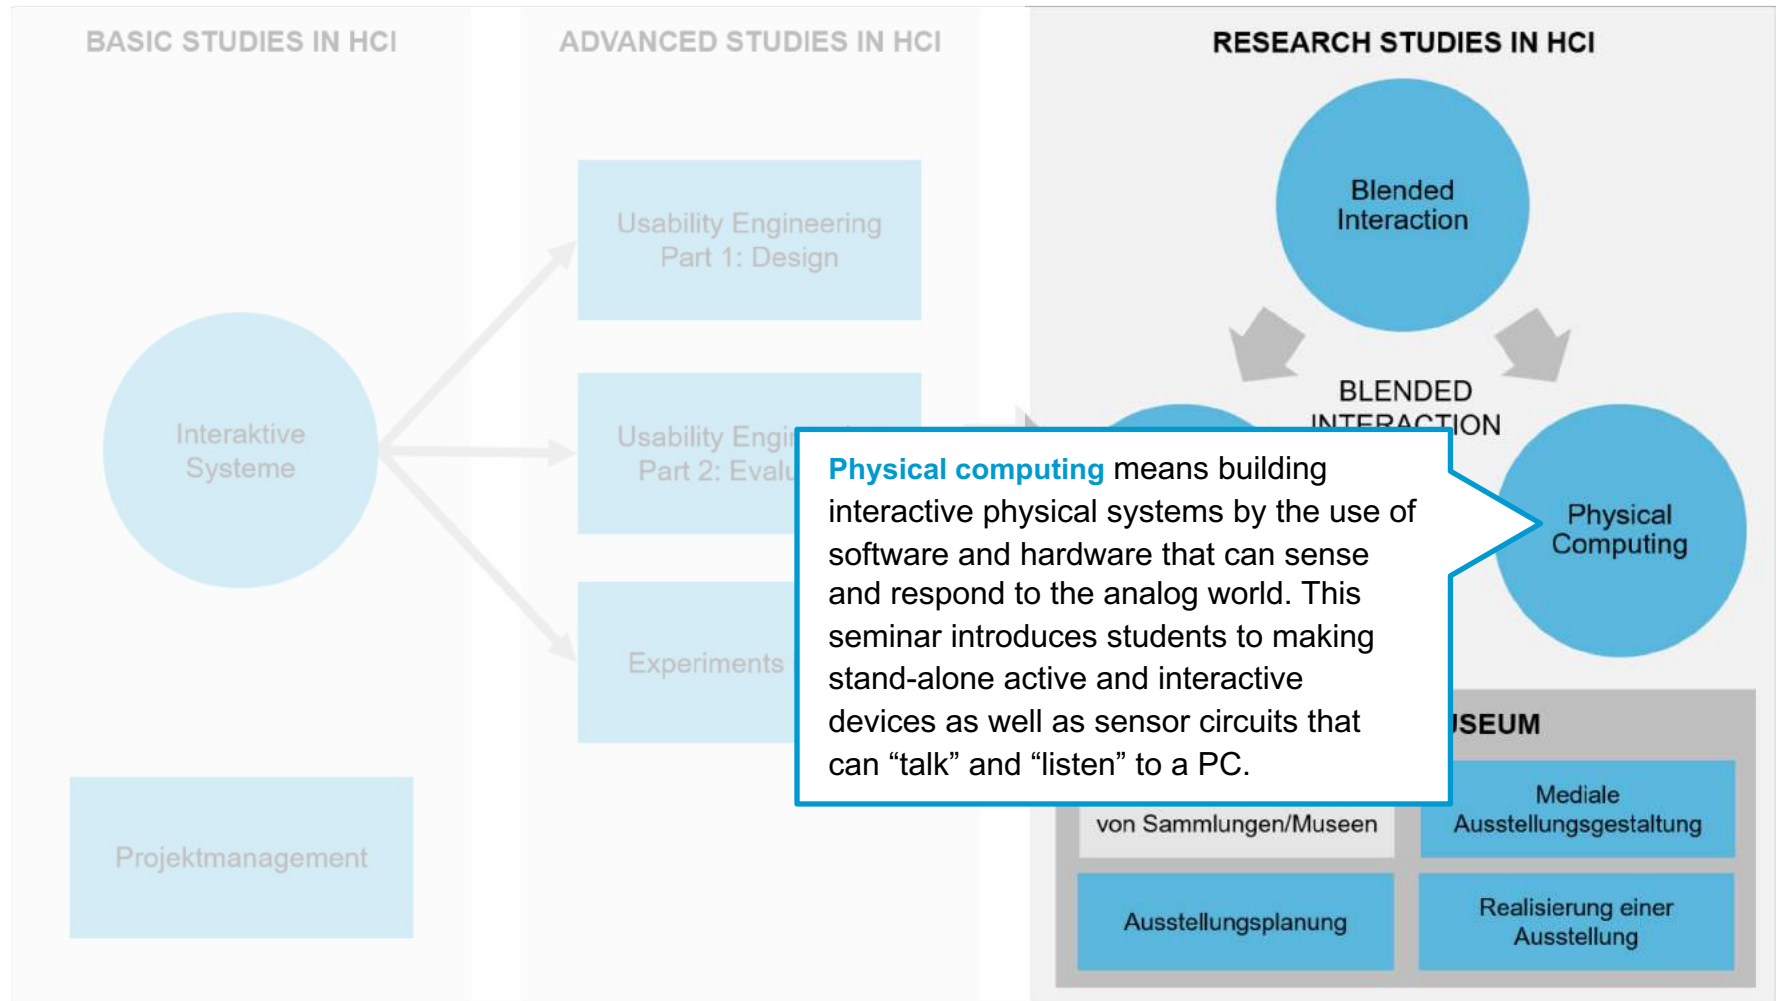 BASIC STUDIES IN HCI
Interaktive
Systeme
Projektmanagement
ADVANCED STUDIES IN HCI
Usability Engineering
Part 1: Design
Usability
Part 2:
Experiments
RESEARCH STUDIES IN HCI
Blended
Interaction
BLENDED
INTERACTION
Physical
Computing
Physical computing means building
interactive physical systems by the use of
software and hardware that can sense
and respond to the analog world. This
seminar introduces students to making
stand-alone active and interactive
devices as well as sensor circuits that
can “talk” and “listen” to a PC.
von Sammlungen/Museen
Mediale
Ausstellungsgestaltung
Ausstellungsplanung
Realisierung einer
Ausstellung